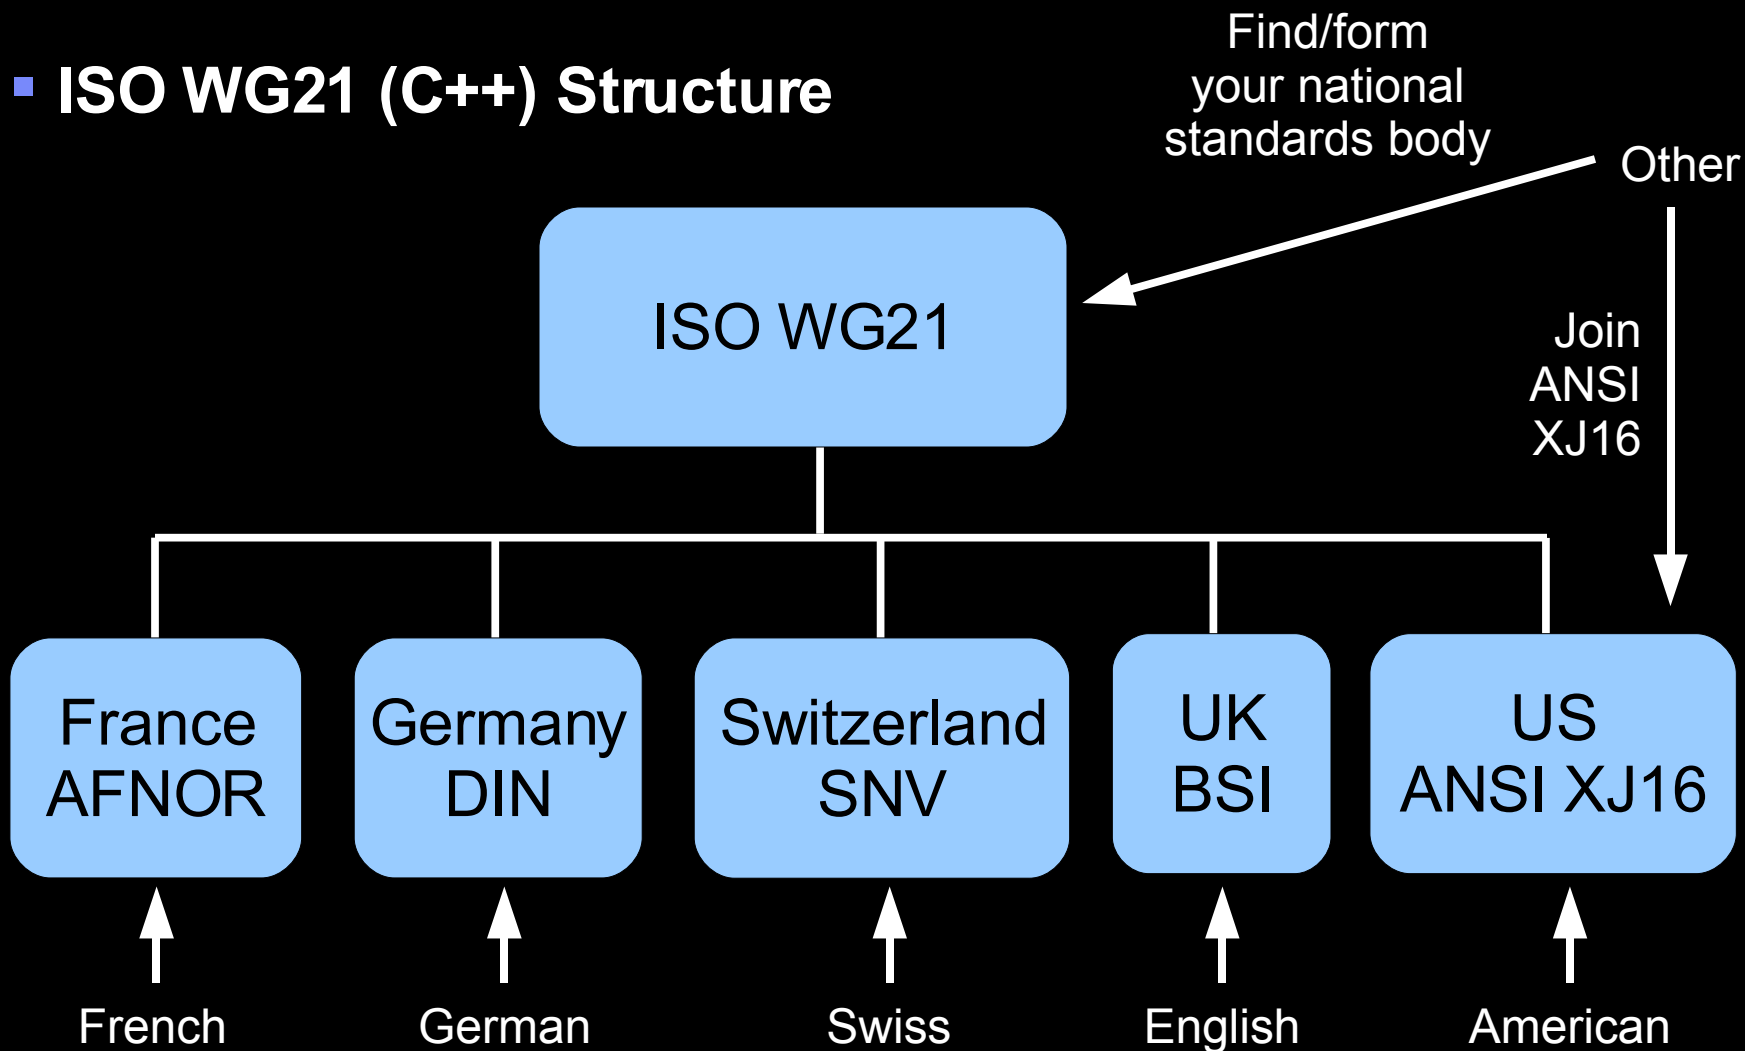 ISO WG21 (C++) Structure
Find/form
your national
standards body
Other
ISO WG21
Join
ANSI
XJ16
France
AFNOR
Germany
DIN
Switzerland
SNV
UK
BSI
US
ANSI XJ16
French
German
Swiss
English
American